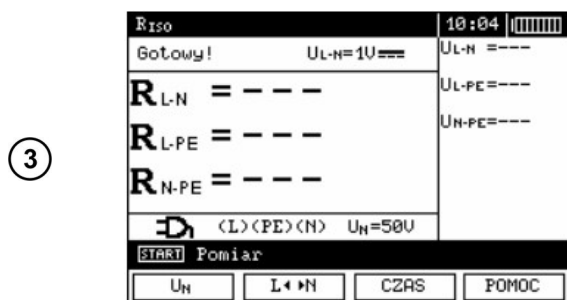 3
RISO 10:04
Gotowy! UL-N=1V
RL-N = ---
RL-PE = ---
RN-PE = ---
UL-N =---
UL-PE=---
UN-PE=---
(L)(PE)(N) UN=50V
START Pomiar
UN L◂ ▸N CZAS POMOC